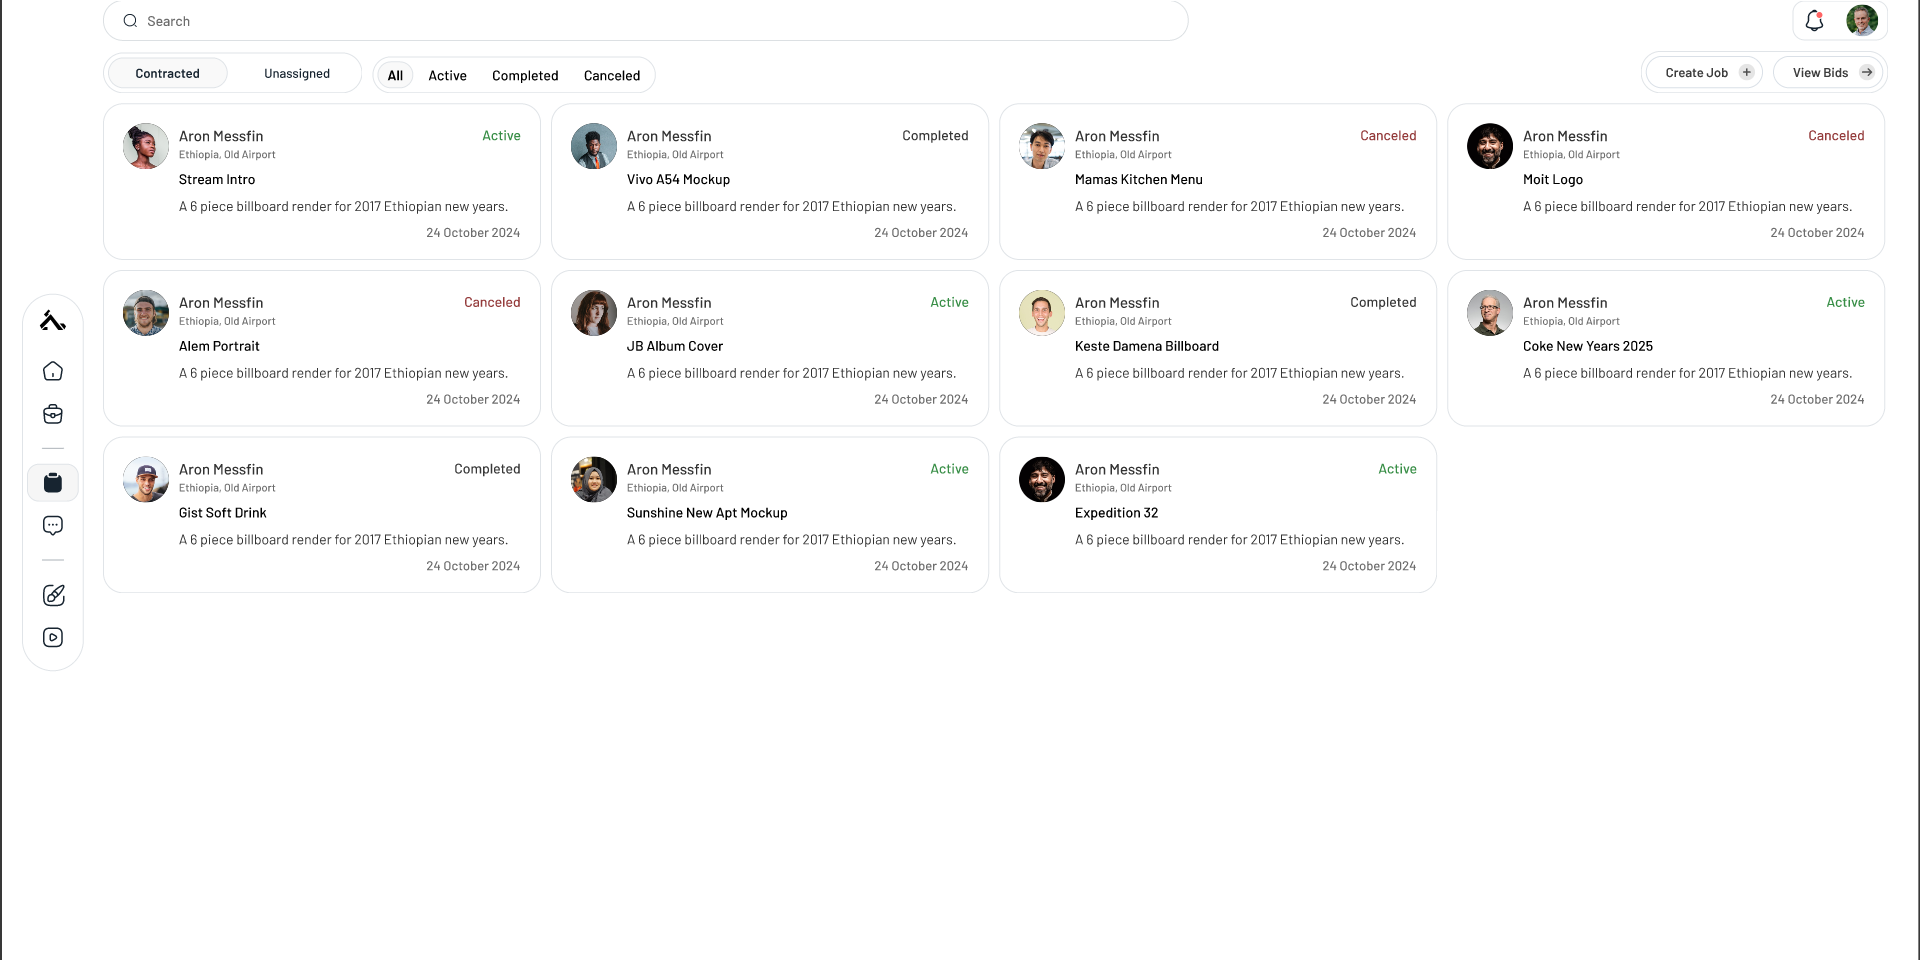 Search
Contracted
Unassigned
All
Active
Completed
Canceled
Create Job
View Bids
Aron Messfin
Active
Ethiopia, Old Airport
Stream Intro
A 6 piece billboard render for 2017 Ethiopian new years.
24 October 2024
Aron Messfin
Completed
Ethiopia, Old Airport
Vivo A54 Mockup
A 6 piece billboard render for 2017 Ethiopian new years.
24 October 2024
Aron Messfin
Canceled
Ethiopia, Old Airport
Mamas Kitchen Menu
A 6 piece billboard render for 2017 Ethiopian new years.
24 October 2024
Aron Messfin
Canceled
Ethiopia, Old Airport
Moit Logo
A 6 piece billboard render for 2017 Ethiopian new years.
24 October 2024
Aron Messfin
Canceled
Ethiopia, Old Airport
Alem Portrait
A 6 piece billboard render for 2017 Ethiopian new years.
24 October 2024
Aron Messfin
Active
Ethiopia, Old Airport
JB Album Cover
A 6 piece billboard render for 2017 Ethiopian new years.
24 October 2024
Aron Messfin
Completed
Ethiopia, Old Airport
Keste Damena Billboard
A 6 piece billboard render for 2017 Ethiopian new years.
24 October 2024
Aron Messfin
Active
Ethiopia, Old Airport
Coke New Years 2025
A 6 piece billboard render for 2017 Ethiopian new years.
24 October 2024
Aron Messfin
Completed
Ethiopia, Old Airport
Gist Soft Drink
A 6 piece billboard render for 2017 Ethiopian new years.
24 October 2024
Aron Messfin
Active
Ethiopia, Old Airport
Sunshine New Apt Mockup
A 6 piece billboard render for 2017 Ethiopian new years.
24 October 2024
Aron Messfin
Active
Ethiopia, Old Airport
Expedition 32
A 6 piece billboard render for 2017 Ethiopian new years.
24 October 2024